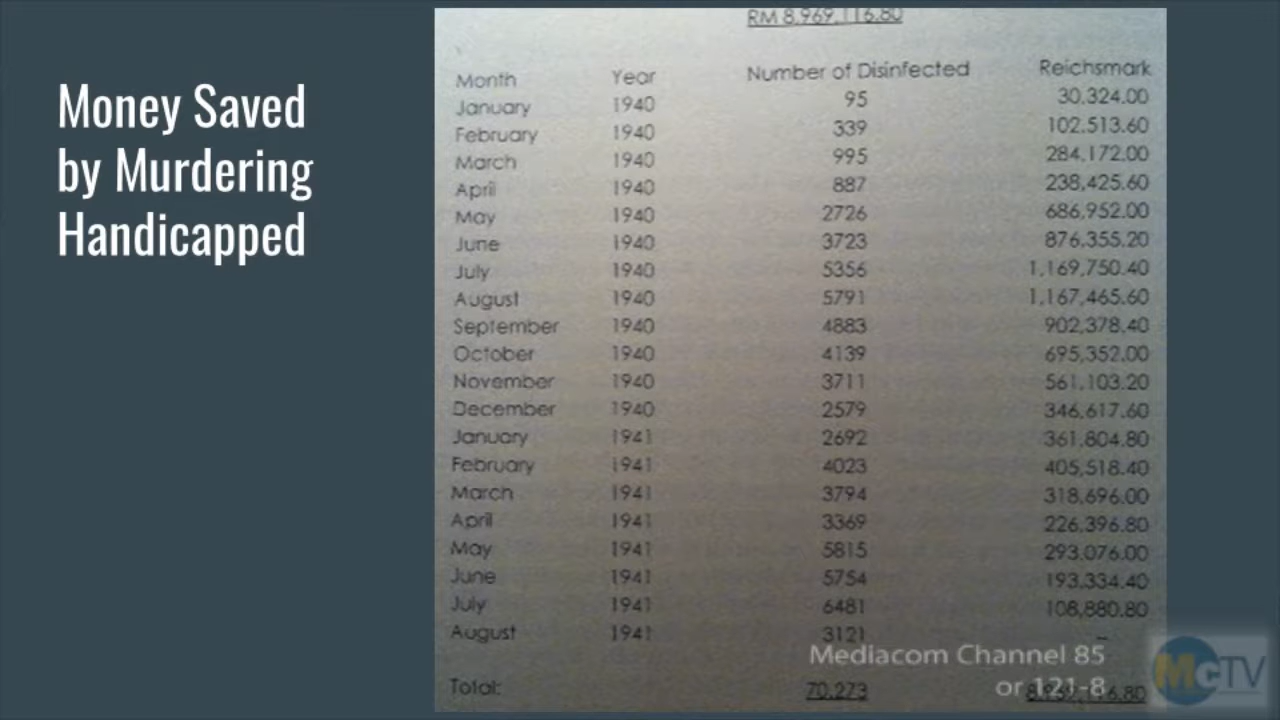 Money Saved
by Murdering
Handicapped
RM 8,969,116.80
Month Year Number of Disinfected Reichsmark
January 1940 95 30,324.00
February 1940 339 102,513.60
March 1940 995 284,172.00
April 1940 887 238,425.60
May 1940 2726 686,952.00
June 1940 3723 876,355.20
July 1940 5356 1,169,750.40
August 1940 5791 1,167,465.60
September 1940 4883 902,378.40
October 1940 4139 695,352.00
November 1940 3711 561,103.20
December 1940 2579 346,617.60
January 1941 2692 361,804.80
February 1941 4023 405,518.40
March 1941 3794 318,696.00
April 1941 3369 226,396.80
May 1941 5815 293,076.00
June 1941 5754 193,334.40
July 1941 6481 108,880.80
August 1941 3121 –
Mediacom Channel 85
or 121-8
Total: 70,273 8,969,116.80
McTV